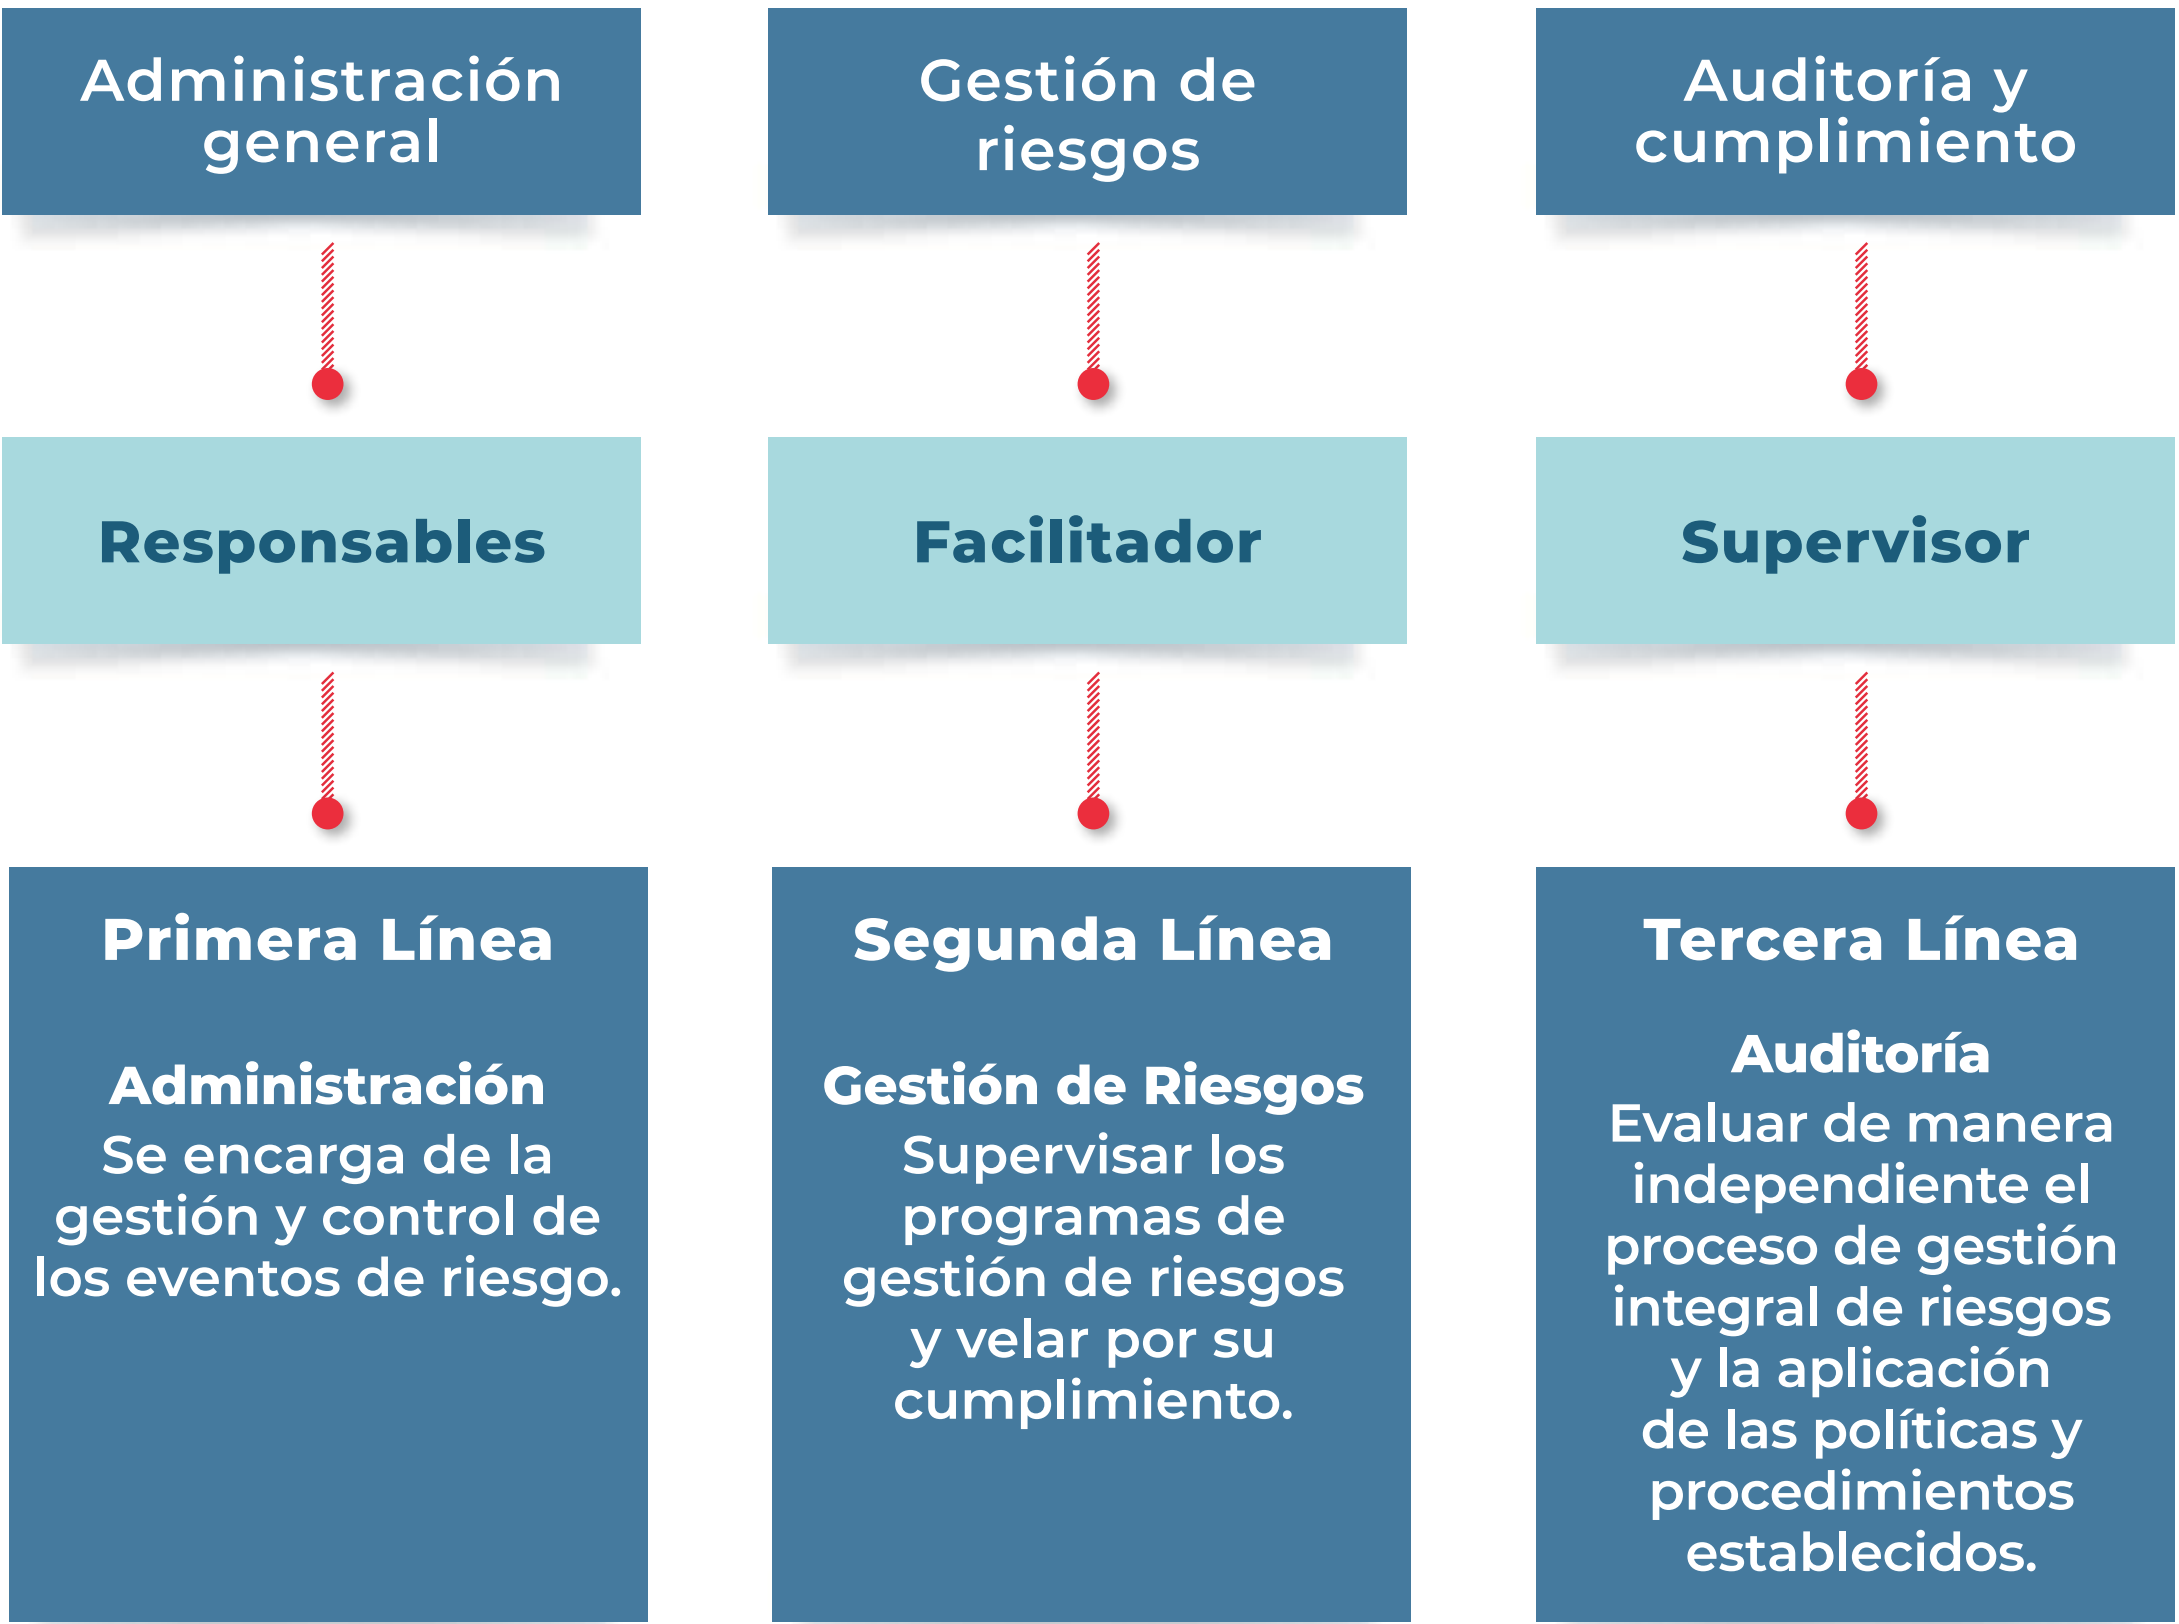 Administración
general
Gestión de
riesgos
Auditoría y
cumplimiento
Responsables
Facilitador
Supervisor
Primera Línea
Administración
Se encarga de la
gestión y control de
los eventos de riesgo.
Segunda Línea
Gestión de Riesgos
Supervisar los
programas de
gestión de riesgos
y velar por su
cumplimiento.
Tercera Línea
Auditoría
Evaluar de manera
independiente el
proceso de gestión
integral de riesgos
y la aplicación
de las políticas y
procedimientos
establecidos.